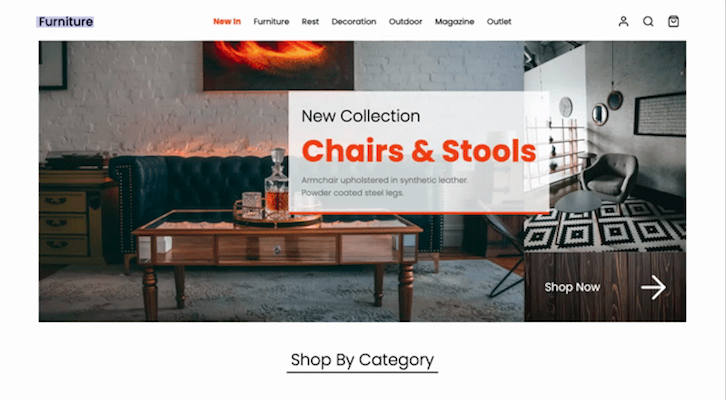 Furniture
New In Furniture Rest Decoration Outdoor Magazine Outlet
New Collection
Chairs & Stools
Armchair upholstered in synthetic leather.
Powder coated steel legs.
Shop Now
Shop By Category